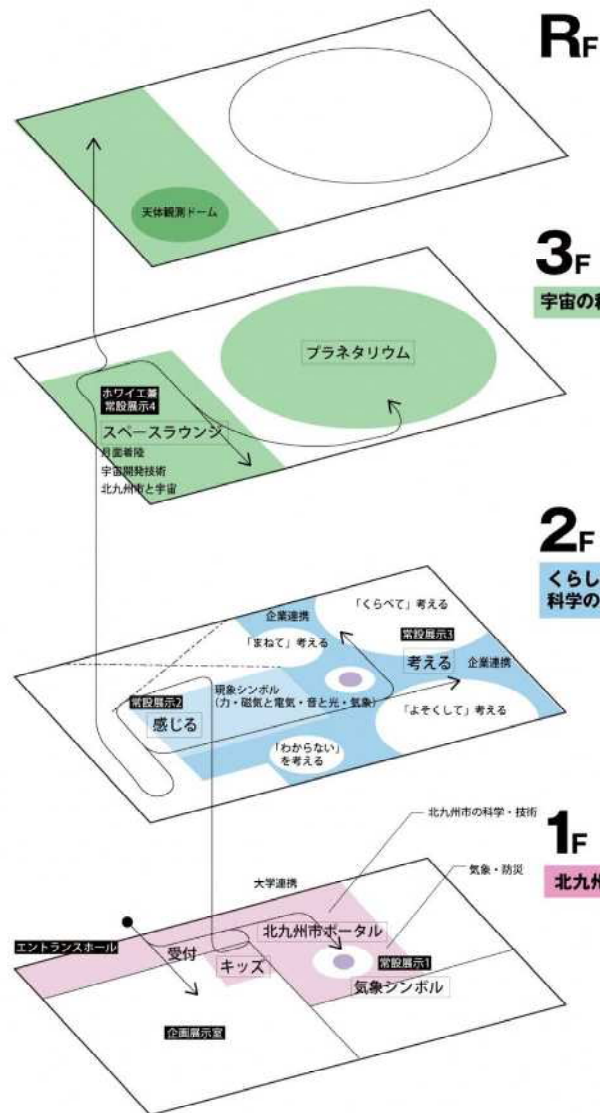 RF
天体観測ドーム
3F
宇宙の科
プラネタリウム
ホワイエ兼
常設展示4
スペースラウンジ
月面着陸
宇宙開発技術
北九州市と宇宙
2F
くらし
科学の
「くらべて」考える
企業連携
「まねて」考える
常設展示3
考える
企業連携
現象シンボル
（力・磁気と電気・音と光・気象）
常設展示2
感じる
「よそくして」考える
「わからない」
を考える
北九州市の科学・技術
1F
気象・防災
北九州
大学連携
北九州市ポータル
エントランスホール
受付
キッズ
常設展示1
気象シンボル
企画展示室